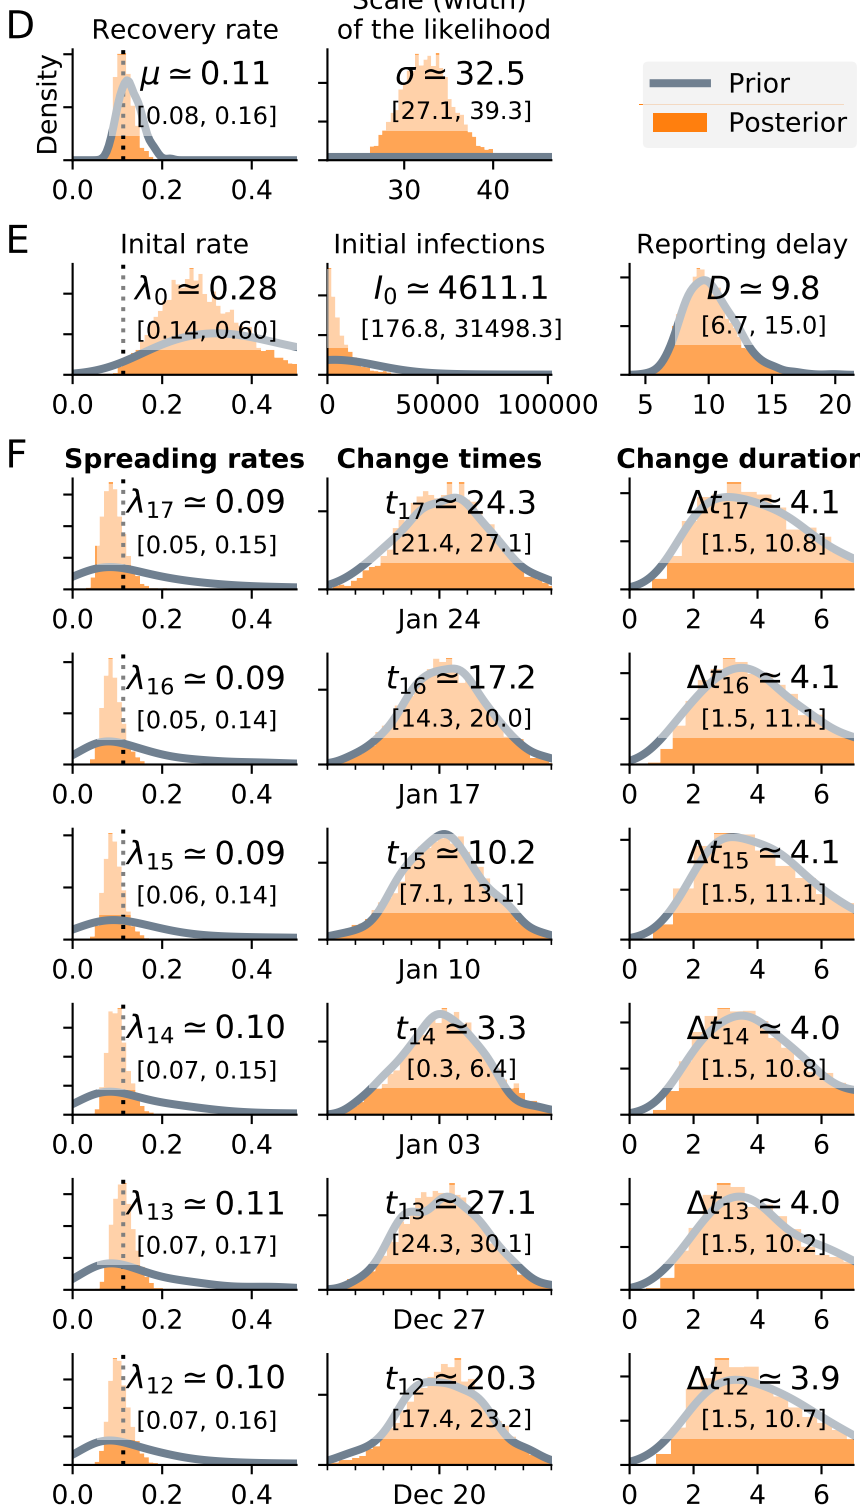 D
Recovery rate
Scale (width)
of the likelihood
Density
μ ≃ 0.11
[0.08, 0.16]
0.0 0.2 0.4
σ ≃ 32.5
[27.1, 39.3]
30 40
Prior
Posterior
E
Inital rate
λ0 ≃ 0.28
[0.14, 0.60]
0.0 0.2 0.4
Initial infections
I0 ≃ 4611.1
[176.8, 31498.3]
0 50000 100000
Reporting delay
D ≃ 9.8
[6.7, 15.0]
5 10 15 20
F
Spreading rates
Change times
Change duration
λ17 ≃ 0.09
[0.05, 0.15]
0.0 0.2 0.4
t17 ≃ 24.3
[21.4, 27.1]
Jan 24
Δt17 ≃ 4.1
[1.5, 10.8]
0 2 4 6
λ16 ≃ 0.09
[0.05, 0.14]
0.0 0.2 0.4
t16 ≃ 17.2
[14.3, 20.0]
Jan 17
Δt16 ≃ 4.1
[1.5, 11.1]
0 2 4 6
λ15 ≃ 0.09
[0.06, 0.14]
0.0 0.2 0.4
t15 ≃ 10.2
[7.1, 13.1]
Jan 10
Δt15 ≃ 4.1
[1.5, 11.1]
0 2 4 6
λ14 ≃ 0.10
[0.07, 0.15]
0.0 0.2 0.4
t14 ≃ 3.3
[0.3, 6.4]
Jan 03
Δt14 ≃ 4.0
[1.5, 10.8]
0 2 4 6
λ13 ≃ 0.11
[0.07, 0.17]
0.0 0.2 0.4
t13 ≃ 27.1
[24.3, 30.1]
Dec 27
Δt13 ≃ 4.0
[1.5, 10.2]
0 2 4 6
λ12 ≃ 0.10
[0.07, 0.16]
0.0 0.2 0.4
t12 ≃ 20.3
[17.4, 23.2]
Dec 20
Δt12 ≃ 3.9
[1.5, 10.7]
0 2 4 6